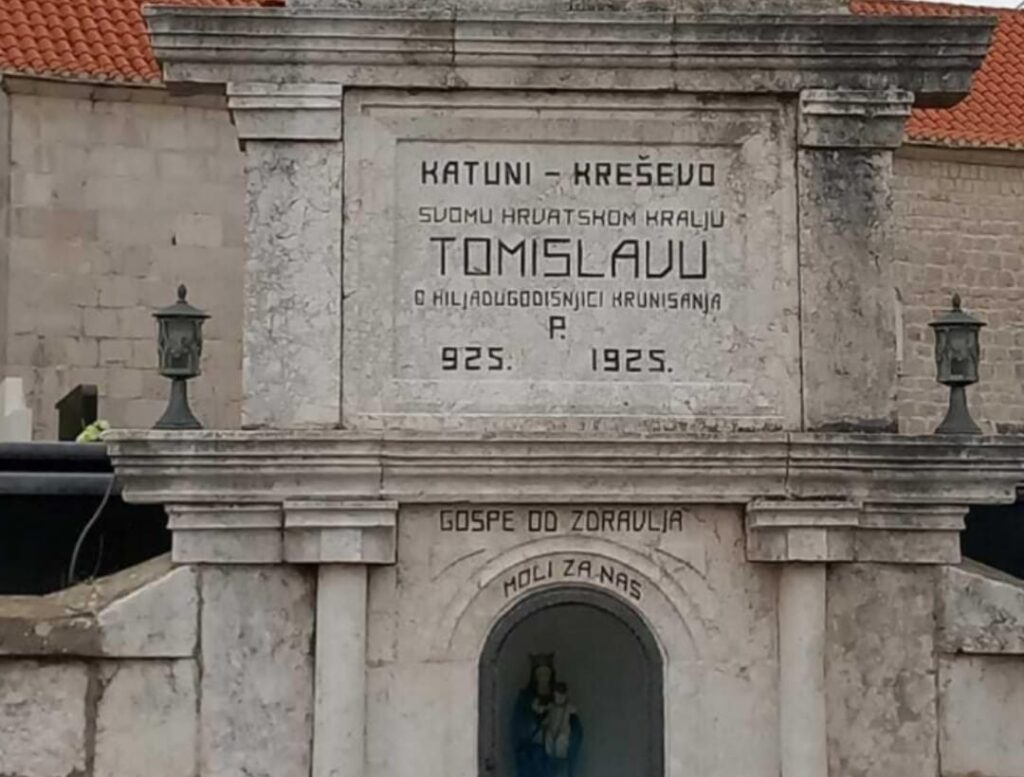 KATUNI - KREŠEVO
SVOMU HRVATSKOM KRALJU
TOMISLAVU
O HILJADUGODIŠNJICI KRUNISANJA
P.
925. 1925.
GOSPE OD ZDRAVLJA
MOLI ZA NAS